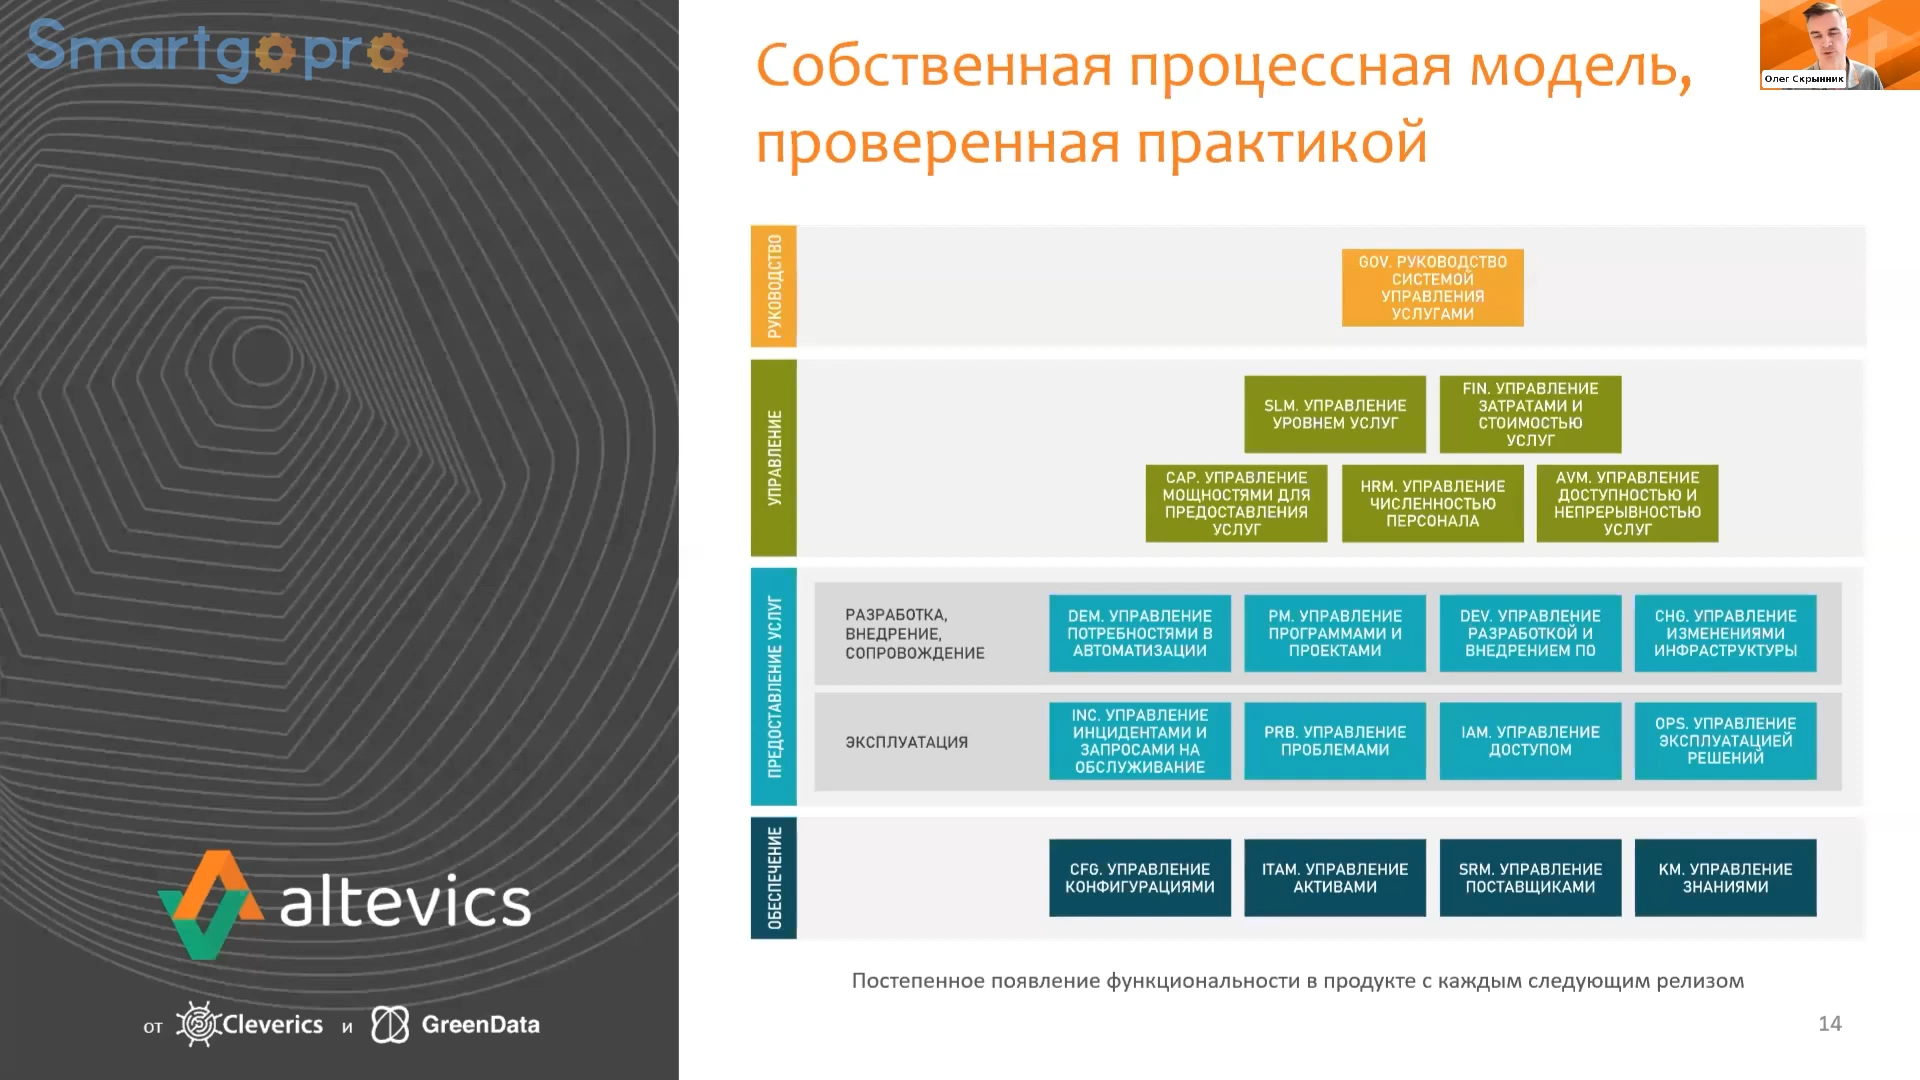 Smartgopro
Собственная процессная модель,
проверенная практикой
Олег Скрынник
РУКОВОДСТВО
GOV. РУКОВОДСТВО
СИСТЕМОЙ
УПРАВЛЕНИЯ
УСЛУГАМИ
УПРАВЛЕНИЕ
SLM. УПРАВЛЕНИЕ
УРОВНЕМ УСЛУГ
FIN. УПРАВЛЕНИЕ
ЗАТРАТАМИ И
СТОИМОСТЬЮ
УСЛУГ
CAP. УПРАВЛЕНИЕ
МОЩНОСТЯМИ ДЛЯ
ПРЕДОСТАВЛЕНИЯ
УСЛУГ
HRM. УПРАВЛЕНИЕ
ЧИСЛЕННОСТЬЮ
ПЕРСОНАЛА
AVM. УПРАВЛЕНИЕ
ДОСТУПНОСТЬЮ И
НЕПРЕРЫВНОСТЬЮ
УСЛУГ
ПРЕДОСТАВЛЕНИЕ УСЛУГ
РАЗРАБОТКА,
ВНЕДРЕНИЕ,
СОПРОВОЖДЕНИЕ
DEM. УПРАВЛЕНИЕ
ПОТРЕБНОСТЯМИ В
АВТОМАТИЗАЦИИ
PM. УПРАВЛЕНИЕ
ПРОГРАММАМИ И
ПРОЕКТАМИ
DEV. УПРАВЛЕНИЕ
РАЗРАБОТКОЙ И
ВНЕДРЕНИЕМ ПО
CHG. УПРАВЛЕНИЕ
ИЗМЕНЕНИЯМИ
ИНФРАСТРУКТУРЫ
ЭКСПЛУАТАЦИЯ
INC. УПРАВЛЕНИЕ
ИНЦИДЕНТАМИ И
ЗАПРОСАМИ НА
ОБСЛУЖИВАНИЕ
PRB. УПРАВЛЕНИЕ
ПРОБЛЕМАМИ
IAM. УПРАВЛЕНИЕ
ДОСТУПОМ
OPS. УПРАВЛЕНИЕ
ЭКСПЛУАТАЦИЕЙ
РЕШЕНИЙ
ОБЕСПЕЧЕНИЕ
CFG. УПРАВЛЕНИЕ
КОНФИГУРАЦИЯМИ
ITAM. УПРАВЛЕНИЕ
АКТИВАМИ
SRM. УПРАВЛЕНИЕ
ПОСТАВЩИКАМИ
KM. УПРАВЛЕНИЕ
ЗНАНИЯМИ
altevics
от Cleverics и GreenData
Постепенное появление функциональности в продукте с каждым следующим релизом
14